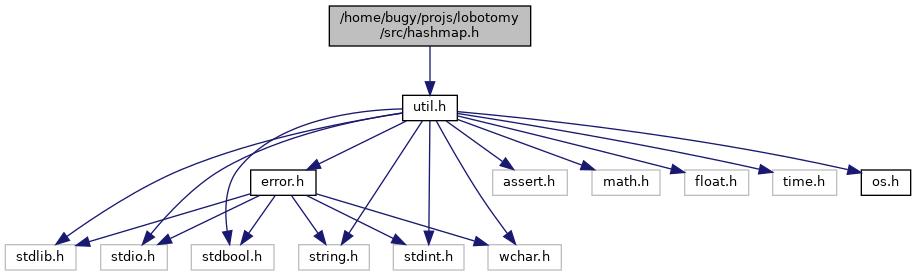 /home/bugy/projs/lobotomy
/src/hashmap.h
util.h
error.h
assert.h
math.h
float.h
time.h
os.h
stdlib.h
stdio.h
stdbool.h
string.h
stdint.h
wchar.h